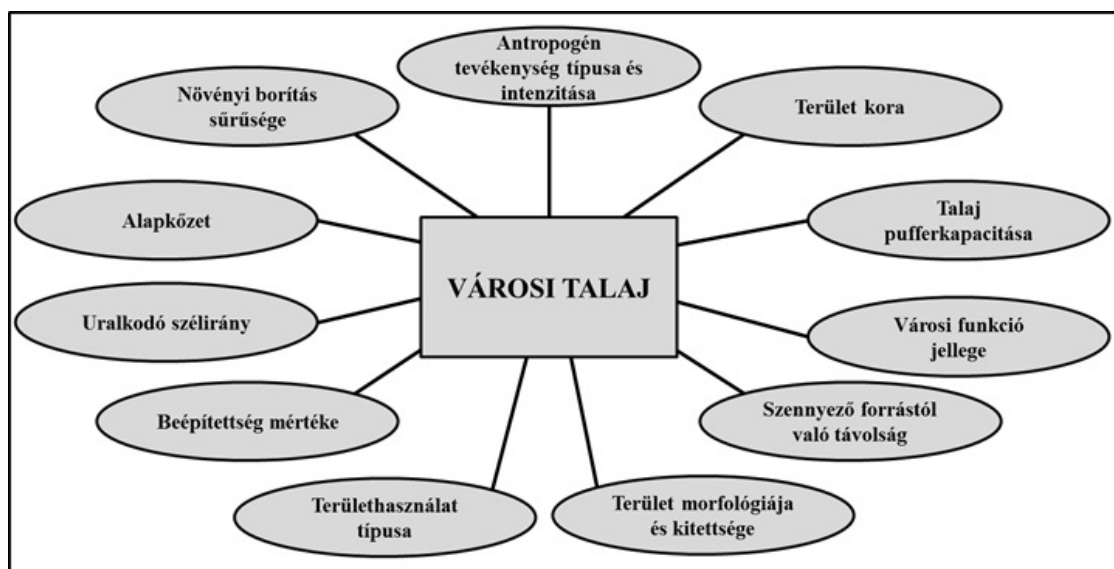 Antropogén
tevékenység típusa és
intenzitása
Növényi borítás
sűrűsége
Terület kora
Alapkőzet
Talaj
pufferkapacitása
VÁROSI TALAJ
Uralkodó szélirány
Városi funkció
jellege
Beépítettség mértéke
Szennyező forrástól
való távolság
Területhasználat
típusa
Terület morfológiája
és kitettsége